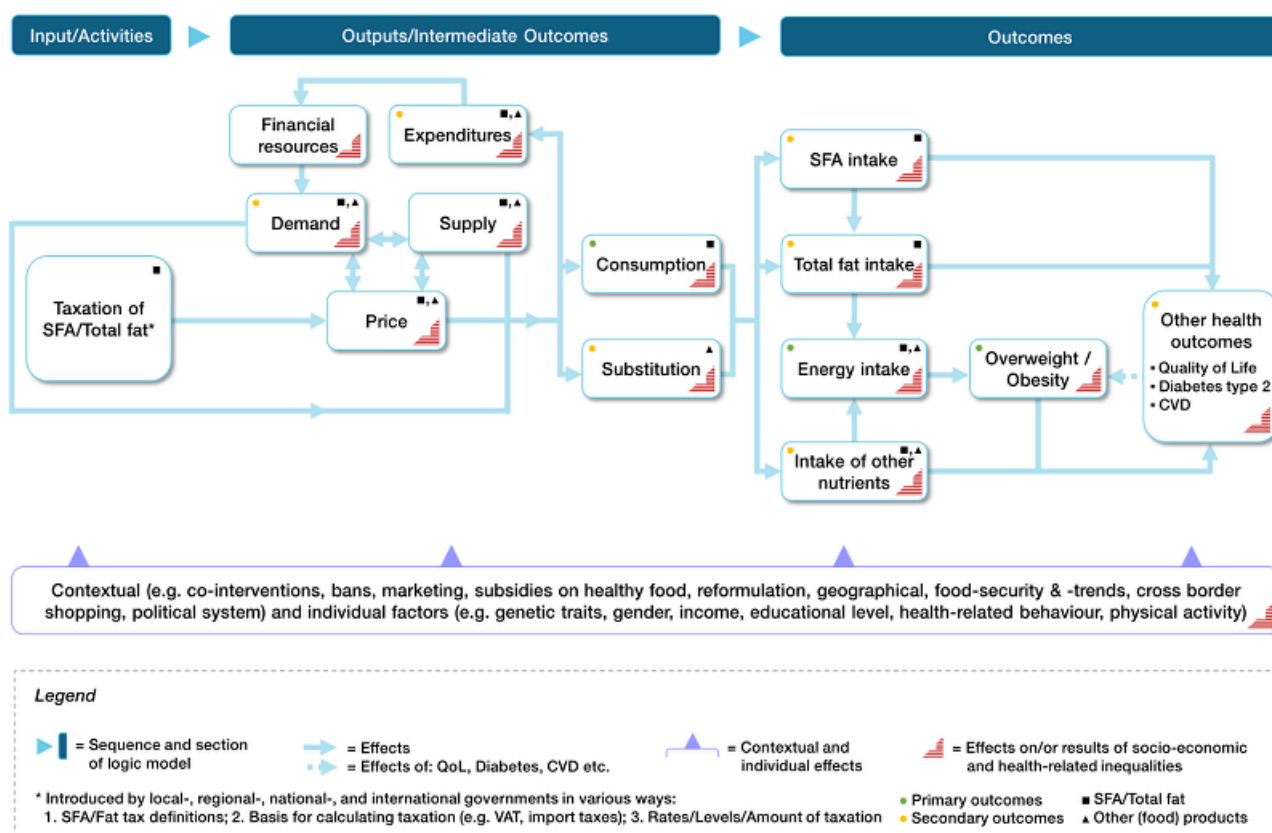 Input/Activities
Outputs/Intermediate Outcomes
Outcomes
Financial
resources
Expenditures
Demand
Supply
Taxation of
SFA/Total fat*
Price
Consumption
Substitution
SFA intake
Total fat intake
Energy intake
Intake of other
nutrients
Overweight /
Obesity
Other health
outcomes
▪ Quality of Life
▪ Diabetes type 2
▪ CVD
Contextual (e.g. co-interventions, bans, marketing, subsidies on healthy food, reformulation, geographical, food-security & -trends, cross border
shopping, political system) and individual factors (e.g. genetic traits, gender, income, educational level, health-related behaviour, physical activity)
Legend
= Sequence and section
of logic model
= Effects
= Effects of: QoL, Diabetes, CVD etc.
= Contextual and
individual effects
= Effects on/or results of socio-economic
and health-related inequalities
* Introduced by local-, regional-, national-, and international governments in various ways:
1. SFA/Fat tax definitions; 2. Basis for calculating taxation (e.g. VAT, import taxes); 3. Rates/Levels/Amount of taxation
● Primary outcomes
● Secondary outcomes
■ SFA/Total fat
▲ Other (food) products